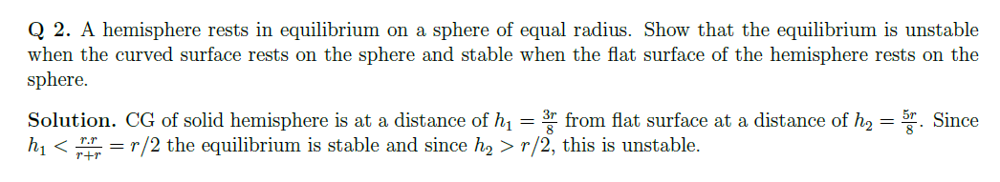 Q 2. A hemisphere rests in equilibrium on a sphere of equal radius. Show that the equilibrium is unstable
when the curved surface rests on the sphere and stable when the flat surface of the hemisphere rests on the
sphere.
Solution. CG of solid hemisphere is at a distance of h₁ = 3r/8 from flat surface at a distance of h₂ = 5r/8. Since
h₁ < r.r/r+r = r/2 the equilibrium is stable and since h₂ > r/2, this is unstable.